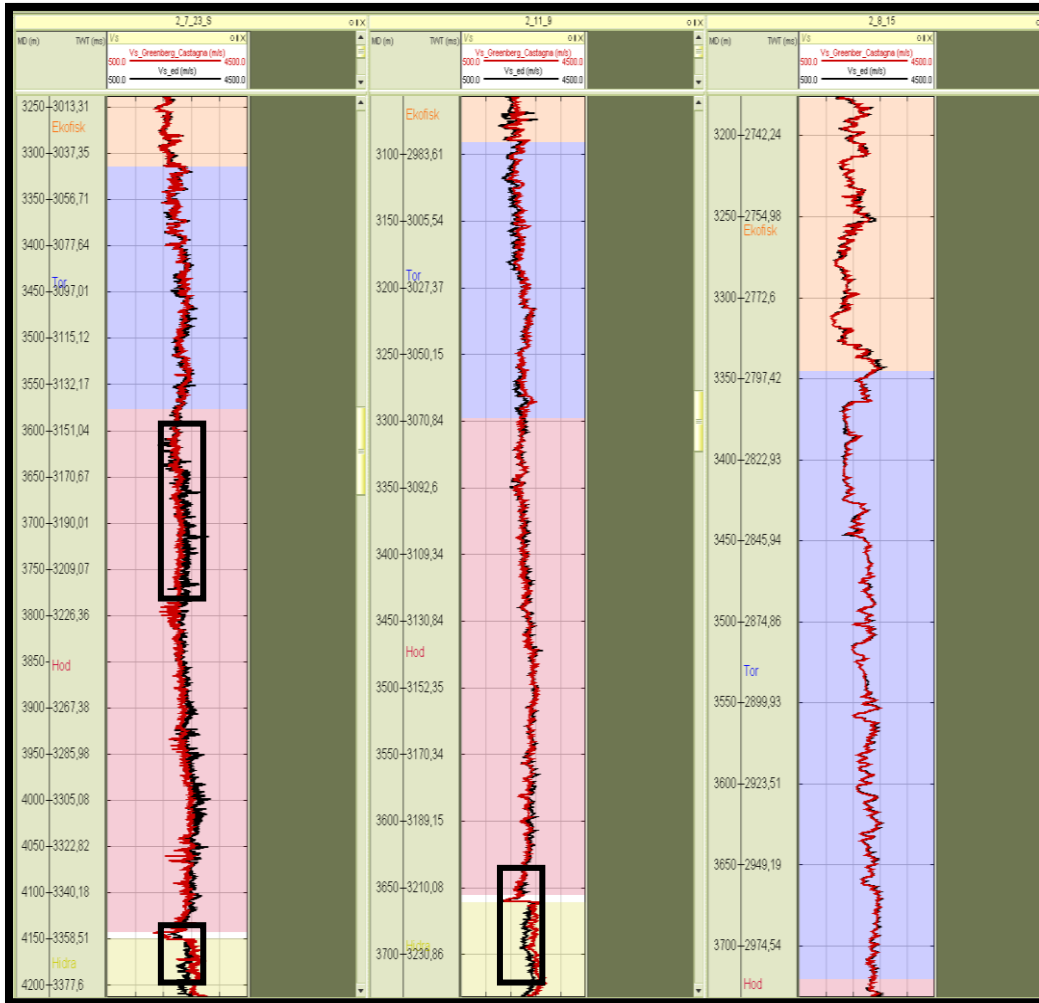 2_7_23_S
2_11_9
2_8_15
MD (m) TWT (ms) Vs
Vs_Greenberg_Castagna (m/s)
500.0 4500.0
Vs_ed (m/s)
500.0 4500.0
MD (m) TWT (ms) Vs
Vs_Greenberg_Castagna (m/s)
500.0 4500.0
Vs_ed (m/s)
500.0 4500.0
MD (m) TWT (ms) Vs
Vs_Greenber_Castagna (m/s)
500.0 4500.0
Vs_ed (m/s)
500.0 4500.0
3250 3013,31
Ekofisk
3300 3037,35
3350 3056,71
3400 3077,64
Tor
3450 3097,01
3500 3115,12
3550 3132,17
3600 3151,04
3650 3170,67
3700 3190,01
3750 3209,07
3800 3226,36
3850
Hod
3900 3267,38
3950 3285,98
4000 3305,08
4050 3322,82
4100 3340,18
4150 3358,51
Hidra
4200 3377,6
Ekofisk
3100 2983,61
3150 3005,54
Tor
3200 3027,37
3250 3050,15
3300 3070,84
3350 3092,6
3400 3109,34
3450 3130,84
Hod
3500 3152,35
3550 3170,34
3600 3189,15
3650 3210,08
Hidra
3700 3230,86
3200 2742,24
3250 2754,98
Ekofisk
3300 2772,6
3350 2797,42
3400 2822,93
3450 2845,94
3500 2874,86
Tor
3550 2899,93
3600 2923,51
3650 2949,19
3700 2974,54
Hod